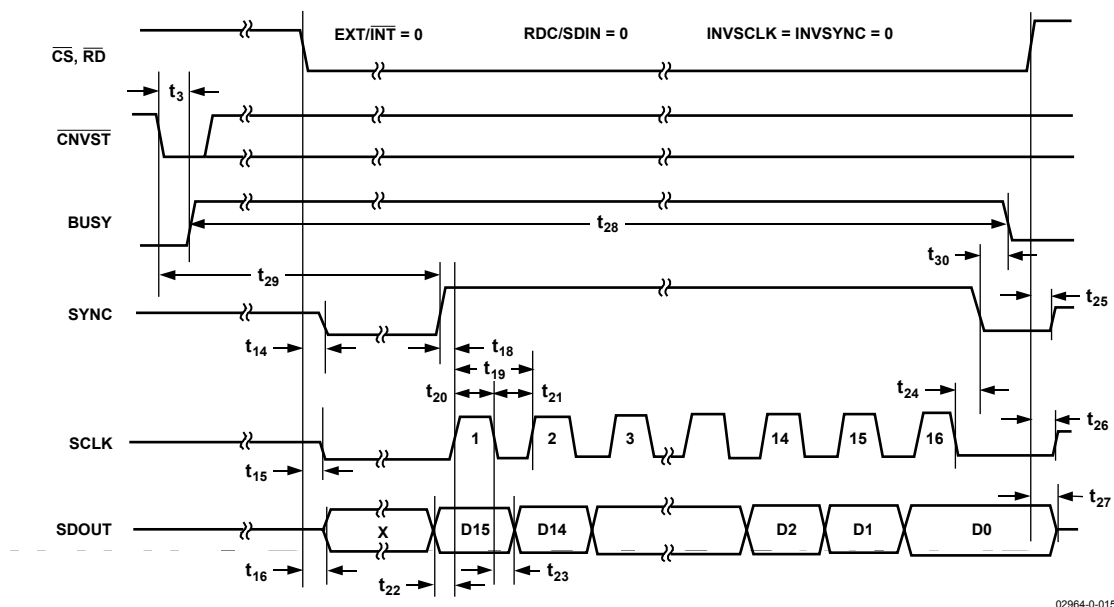 EXT/INT = 0 RDC/SDIN = 0 INVSCLK = INVSYNC = 0
CS, RD
t3
CNVST
BUSY
t28
t30
t29
t25
SYNC
t14
t18
t19
t20
t21
t24
t26
SCLK
1 2 3 14 15 16
t15
t27
SDOUT
X D15 D14 D2 D1 D0
t16
t22
t23
02964-0-015